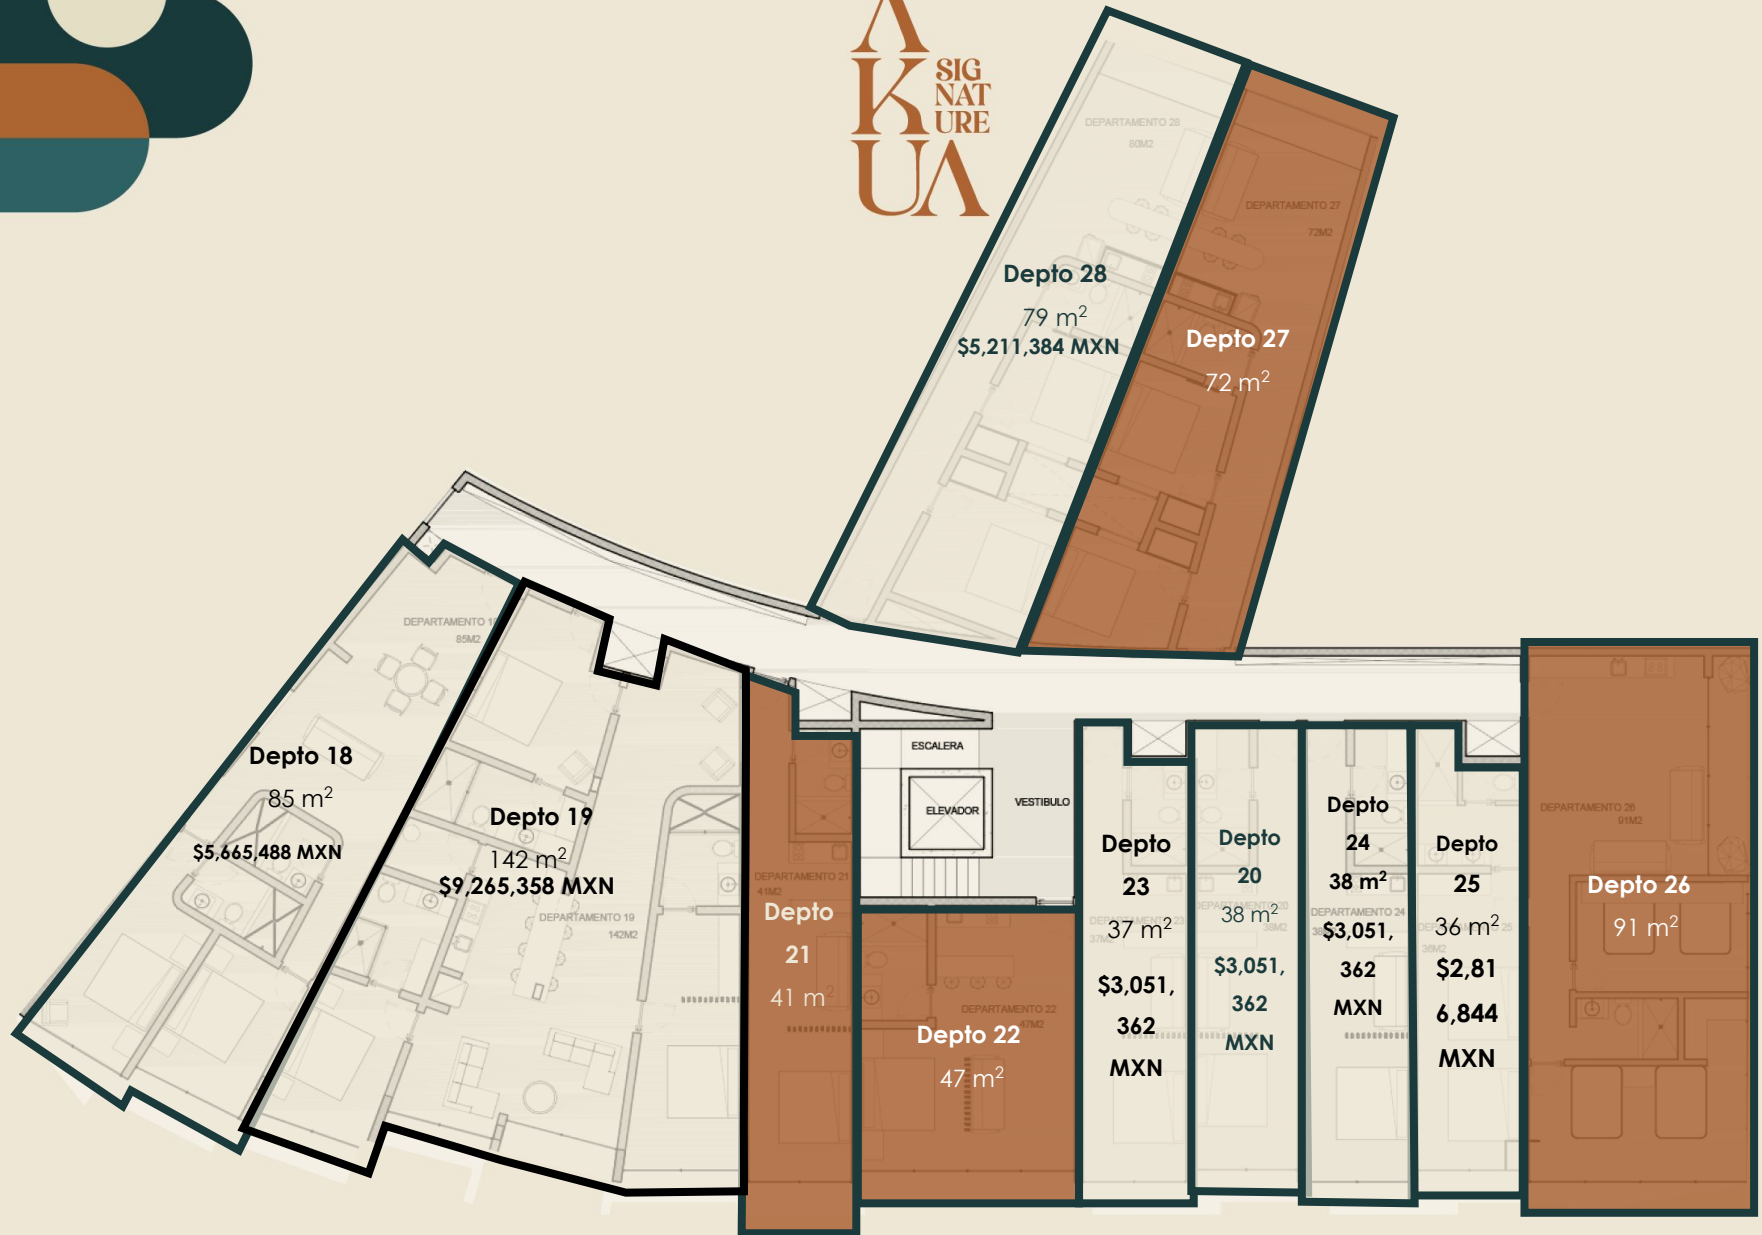 A
K
SIG
NAT
URE
UA
DEPARTAMENTO 28
80M2
Depto 28
79 m²
$5,211,384 MXN
DEPARTAMENTO 27
72M2
Depto 27
72 m²
DEPARTAMENTO 18
85M2
Depto 18
85 m²
$5,665,488 MXN
Depto 19
142 m²
$9,265,358 MXN
DEPARTAMENTO 19
142M2
DEPARTAMENTO 21
41M2
Depto
21
41 m²
ESCALERA
ELEVADOR
VESTIBULO
DEPARTAMENTO 22
47M2
Depto 22
47 m²
Depto
23
37 m²
37M2
$3,051,
362
MXN
Depto
20
38 m²
38M2
$3,051,
362
MXN
Depto
24
38 m²
DEPARTAMENTO 24
$3,051,
362
MXN
Depto
25
36 m²
36M2
$2,81
6,844
MXN
DEPARTAMENTO 26
91M2
Depto 26
91 m²